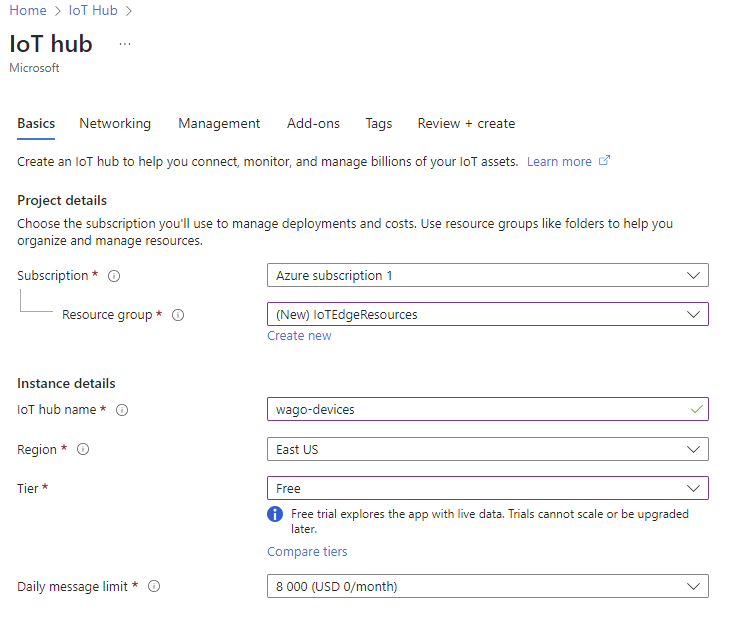 Home > IoT Hub >
IoT hub ...
Microsoft
Basics Networking Management Add-ons Tags Review + create
Create an IoT hub to help you connect, monitor, and manage billions of your IoT assets. Learn more
Project details
Choose the subscription you'll use to manage deployments and costs. Use resource groups like folders to help you
organize and manage resources.
Subscription * Azure subscription 1
Resource group * (New) IoTEdgeResources
Create new
Instance details
IoT hub name * wago-devices
Region * East US
Tier * Free
Free trial explores the app with live data. Trials cannot scale or be upgraded
later.
Compare tiers
Daily message limit * 8 000 (USD 0/month)